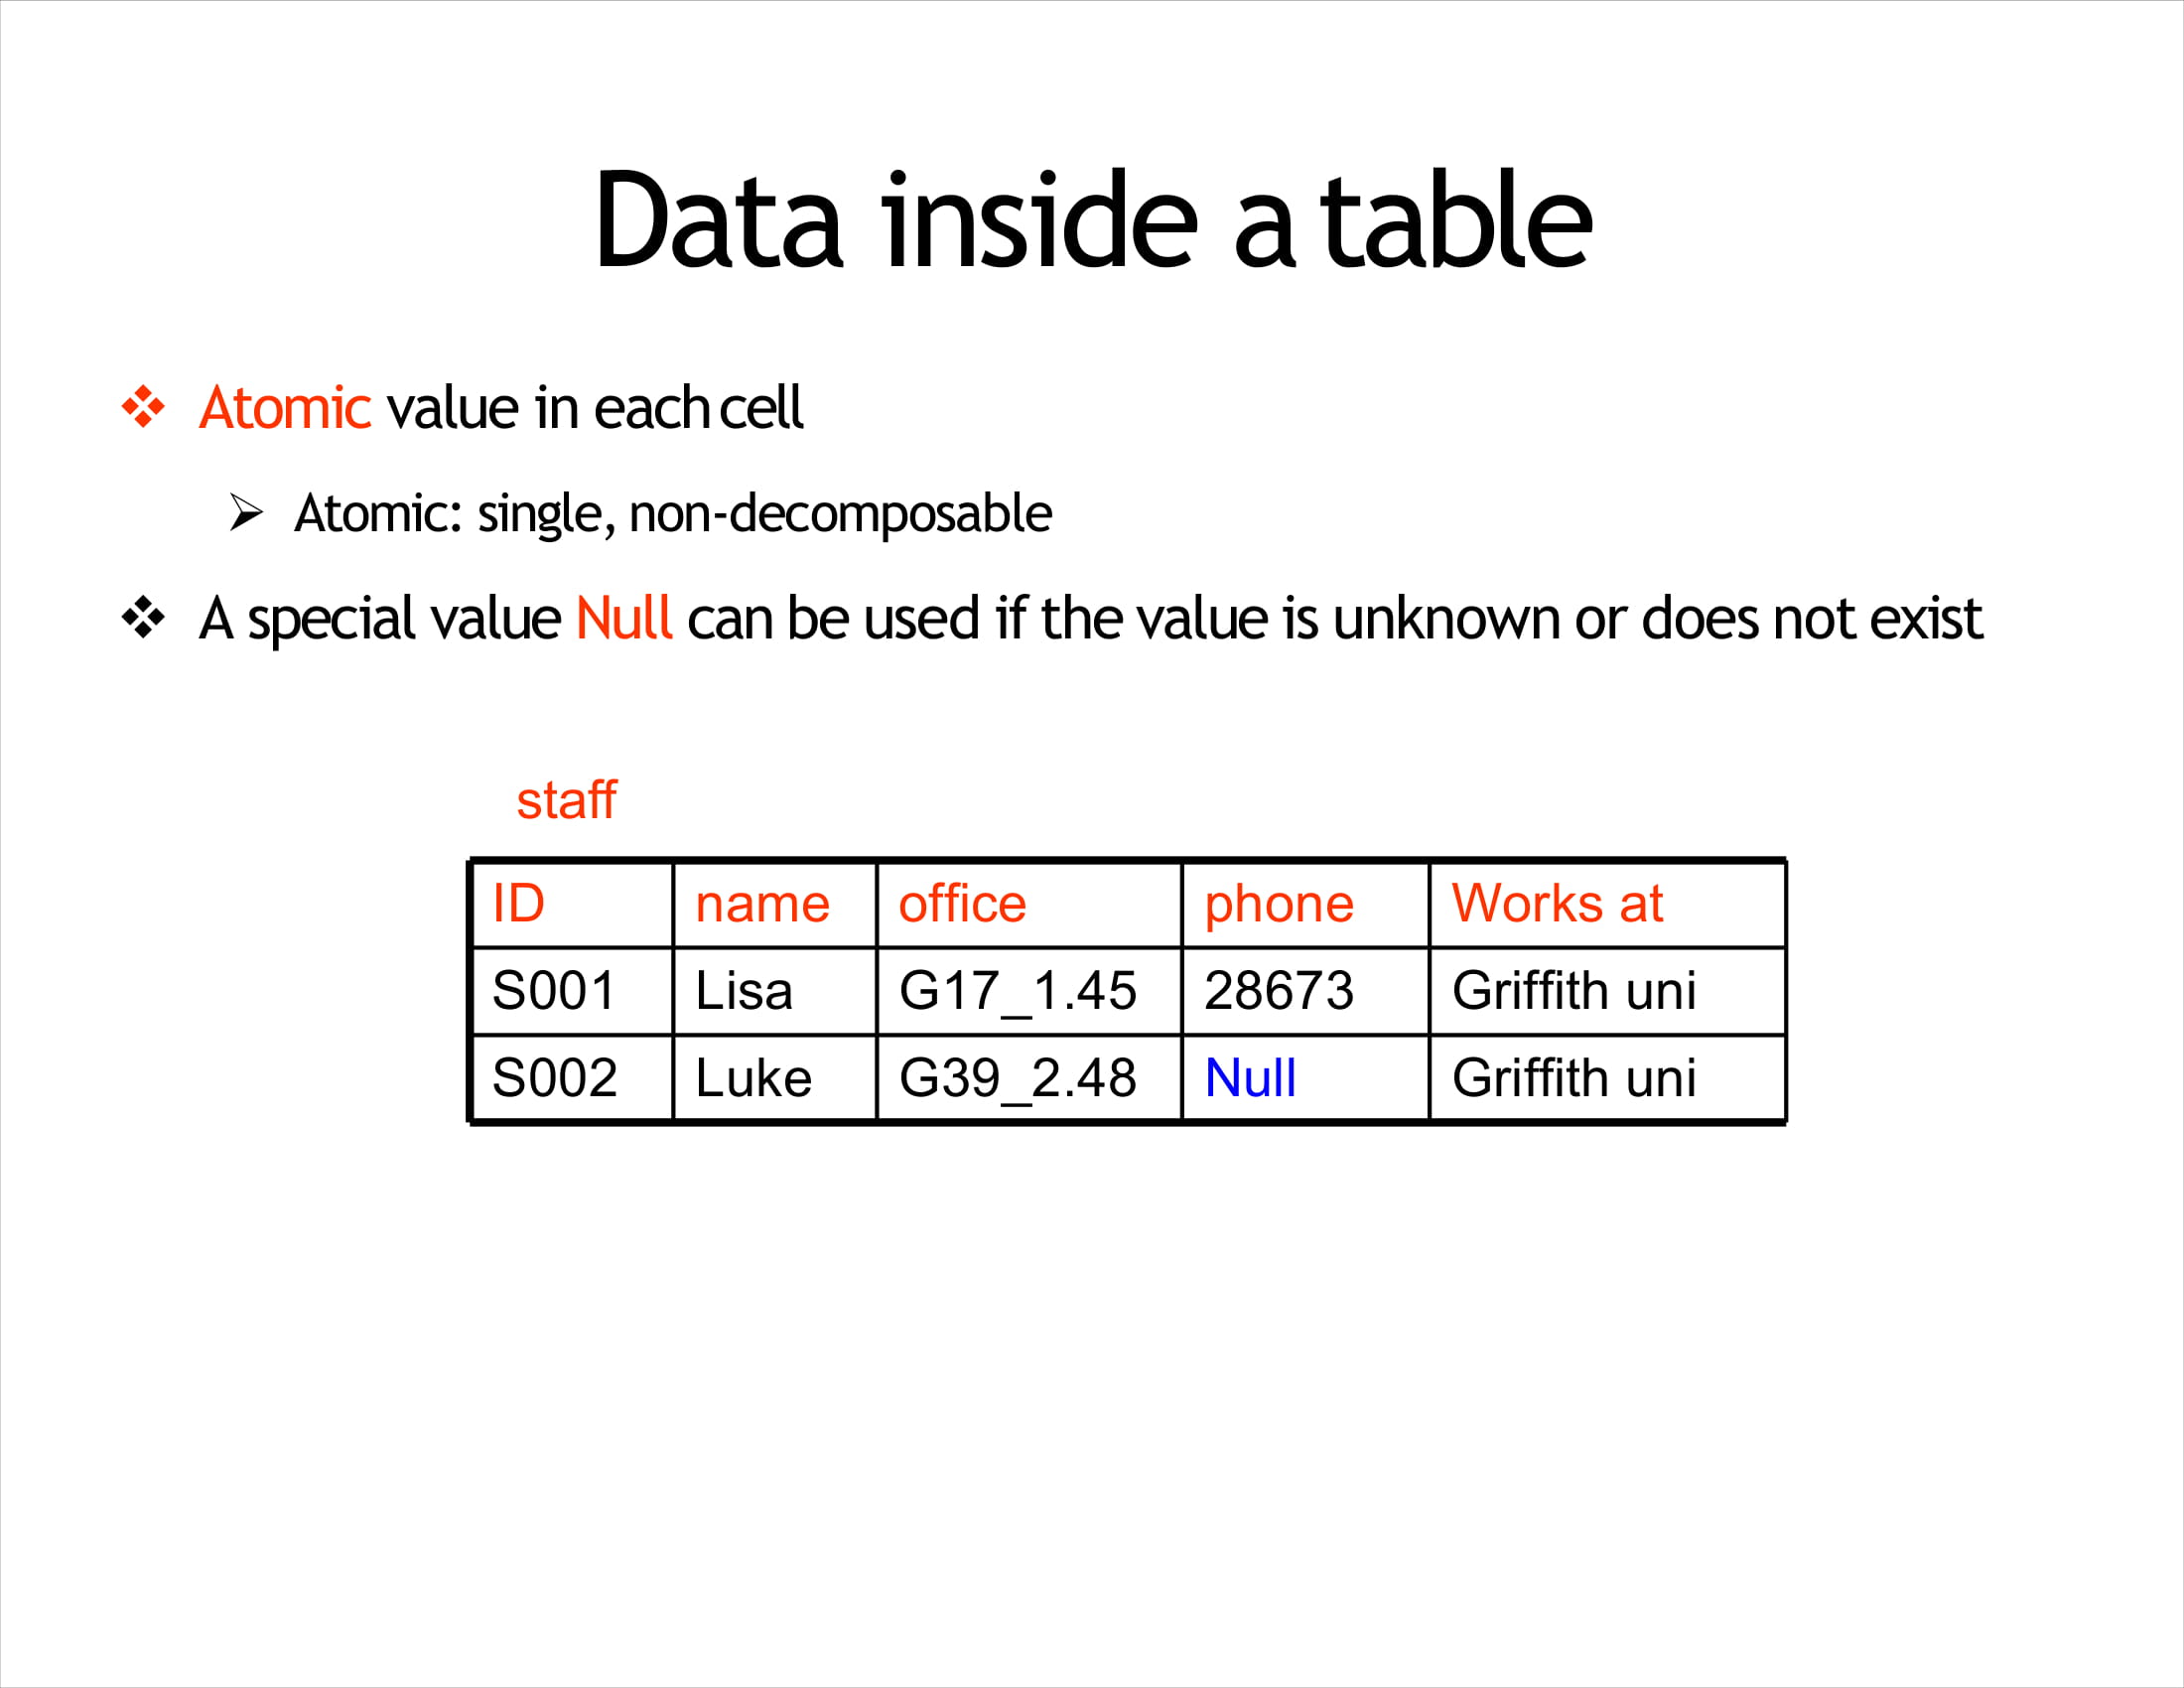 Data inside a table
Atomic value in each cell
Atomic: single, non-decomposable
A special value Null can be used if the value is unknown or does not exist
staff
ID name office phone Works at
S001 Lisa G17_1.45 28673 Griffith uni
S002 Luke G39_2.48 Null Griffith uni